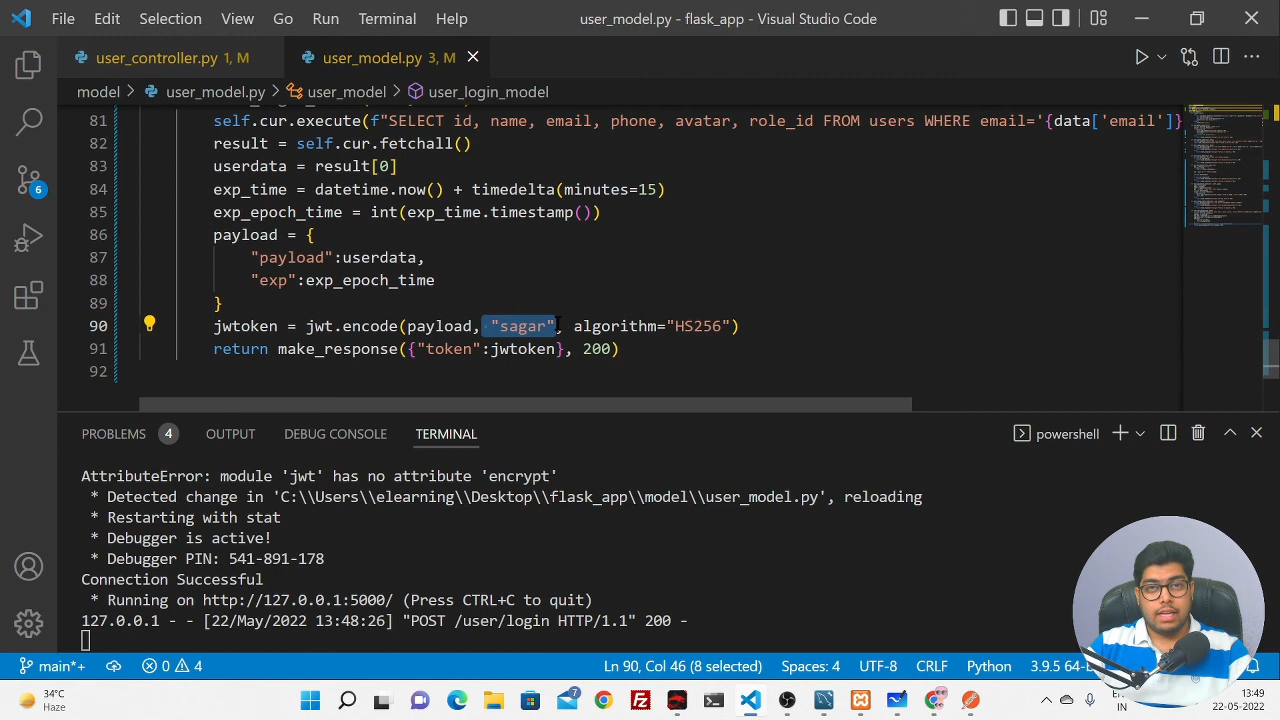 File Edit Selection View Go Run Terminal Help user_model.py - flask_app - Visual Studio Code
user_controller.py 1, M user_model.py 3, M
model > user_model.py > user_model > user_login_model
81 self.cur.execute(f"SELECT id, name, email, phone, avatar, role_id FROM users WHERE email='{data['email']}
82 result = self.cur.fetchall()
83 userdata = result[0]
84 exp_time = datetime.now() + timedelta(minutes=15)
85 exp_epoch_time = int(exp_time.timestamp())
86 payload = {
87 "payload":userdata,
88 "exp":exp_epoch_time
89 }
90 jwtoken = jwt.encode(payload, "sagar", algorithm="HS256")
91 return make_response({"token":jwtoken}, 200)
92
PROBLEMS 4 OUTPUT DEBUG CONSOLE TERMINAL powershell
AttributeError: module 'jwt' has no attribute 'encrypt'
* Detected change in 'C:\\Users\\elearning\\Desktop\\flask_app\\model\\user_model.py', reloading
* Restarting with stat
* Debugger is active!
* Debugger PIN: 541-891-178
Connection Successful
* Running on http://127.0.0.1:5000/ (Press CTRL+C to quit)
127.0.0.1 - - [22/May/2022 13:48:26] "POST /user/login HTTP/1.1" 200 -
6
main*+ 0 4 Ln 90, Col 46 (8 selected) Spaces: 4 UTF-8 CRLF Python 3.9.5 64-
34°C
Haze
7
IN
13:49
22-05-2022